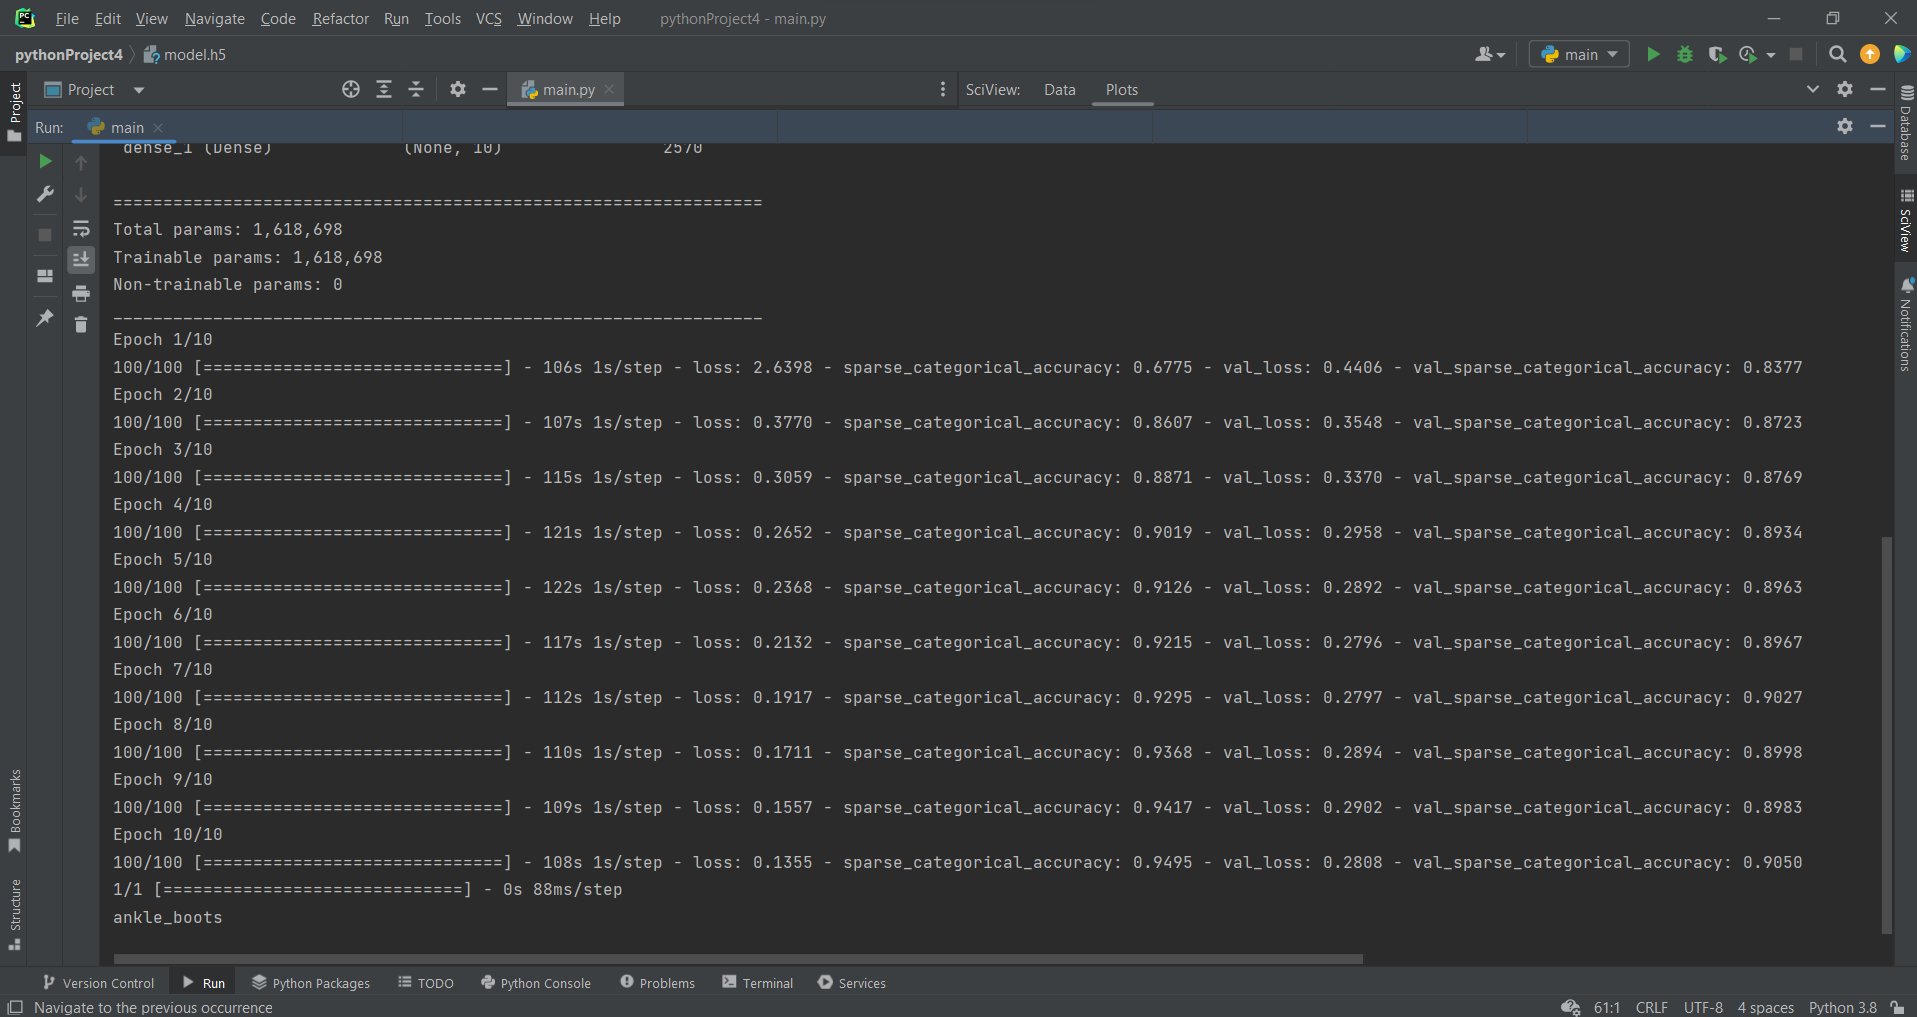 File Edit View Navigate Code Refactor Run Tools VCS Window Help pythonProject4 - main.py
pythonProject4 model.h5 main
Project main.py SciView: Data Plots
Run: main
dense_1 (Dense) (None, 10) 2570
=================================================================
Total params: 1,618,698
Trainable params: 1,618,698
Non-trainable params: 0
_________________________________________________________________
Epoch 1/10
100/100 [==============================] - 106s 1s/step - loss: 2.6398 - sparse_categorical_accuracy: 0.6775 - val_loss: 0.4406 - val_sparse_categorical_accuracy: 0.8377
Epoch 2/10
100/100 [==============================] - 107s 1s/step - loss: 0.3770 - sparse_categorical_accuracy: 0.8607 - val_loss: 0.3548 - val_sparse_categorical_accuracy: 0.8723
Epoch 3/10
100/100 [==============================] - 115s 1s/step - loss: 0.3059 - sparse_categorical_accuracy: 0.8871 - val_loss: 0.3370 - val_sparse_categorical_accuracy: 0.8769
Epoch 4/10
100/100 [==============================] - 121s 1s/step - loss: 0.2652 - sparse_categorical_accuracy: 0.9019 - val_loss: 0.2958 - val_sparse_categorical_accuracy: 0.8934
Epoch 5/10
100/100 [==============================] - 122s 1s/step - loss: 0.2368 - sparse_categorical_accuracy: 0.9126 - val_loss: 0.2892 - val_sparse_categorical_accuracy: 0.8963
Epoch 6/10
100/100 [==============================] - 117s 1s/step - loss: 0.2132 - sparse_categorical_accuracy: 0.9215 - val_loss: 0.2796 - val_sparse_categorical_accuracy: 0.8967
Epoch 7/10
100/100 [==============================] - 112s 1s/step - loss: 0.1917 - sparse_categorical_accuracy: 0.9295 - val_loss: 0.2797 - val_sparse_categorical_accuracy: 0.9027
Epoch 8/10
100/100 [==============================] - 110s 1s/step - loss: 0.1711 - sparse_categorical_accuracy: 0.9368 - val_loss: 0.2894 - val_sparse_categorical_accuracy: 0.8998
Epoch 9/10
100/100 [==============================] - 109s 1s/step - loss: 0.1557 - sparse_categorical_accuracy: 0.9417 - val_loss: 0.2902 - val_sparse_categorical_accuracy: 0.8983
Epoch 10/10
100/100 [==============================] - 108s 1s/step - loss: 0.1355 - sparse_categorical_accuracy: 0.9495 - val_loss: 0.2808 - val_sparse_categorical_accuracy: 0.9050
1/1 [==============================] - 0s 88ms/step
ankle_boots
Project
Bookmarks
Structure
Database
SciView
Notifications
Version Control Run Python Packages TODO Python Console Problems Terminal Services
Navigate to the previous occurrence 61:1 CRLF UTF-8 4 spaces Python 3.8